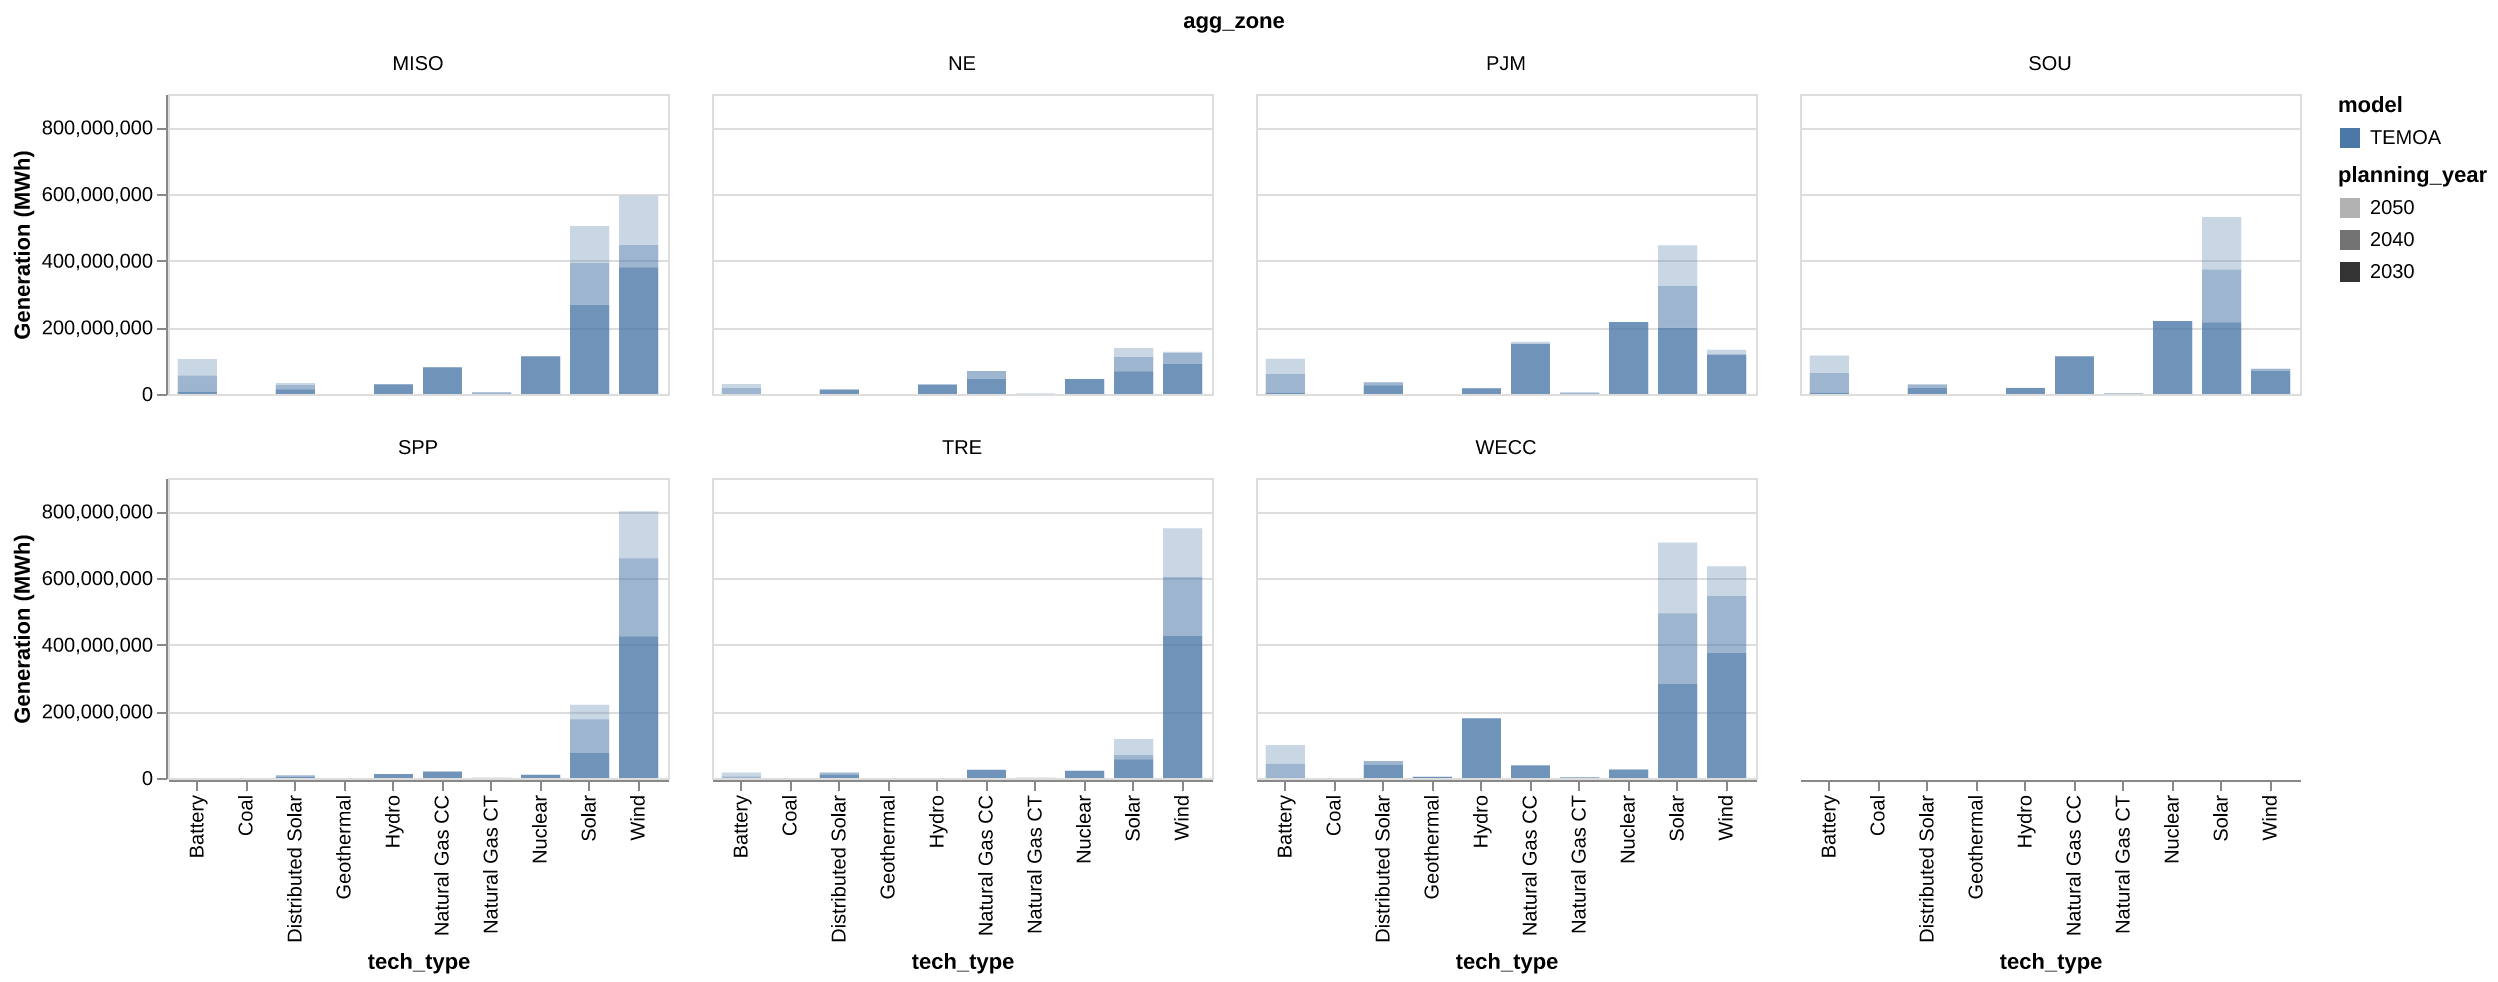 agg_zone
MISO
NE
PJM
SOU
model
TEMOA
planning_year
2050
2040
2030
Generation (MWh)
800,000,000
600,000,000
400,000,000
200,000,000
0
SPP
TRE
WECC
Generation (MWh)
800,000,000
600,000,000
400,000,000
200,000,000
0
Battery
Coal
Distributed Solar
Geothermal
Hydro
Natural Gas CC
Natural Gas CT
Nuclear
Solar
Wind
Battery
Coal
Distributed Solar
Geothermal
Hydro
Natural Gas CC
Natural Gas CT
Nuclear
Solar
Wind
Battery
Coal
Distributed Solar
Geothermal
Hydro
Natural Gas CC
Natural Gas CT
Nuclear
Solar
Wind
Battery
Coal
Distributed Solar
Geothermal
Hydro
Natural Gas CC
Natural Gas CT
Nuclear
Solar
Wind
tech_type
tech_type
tech_type
tech_type